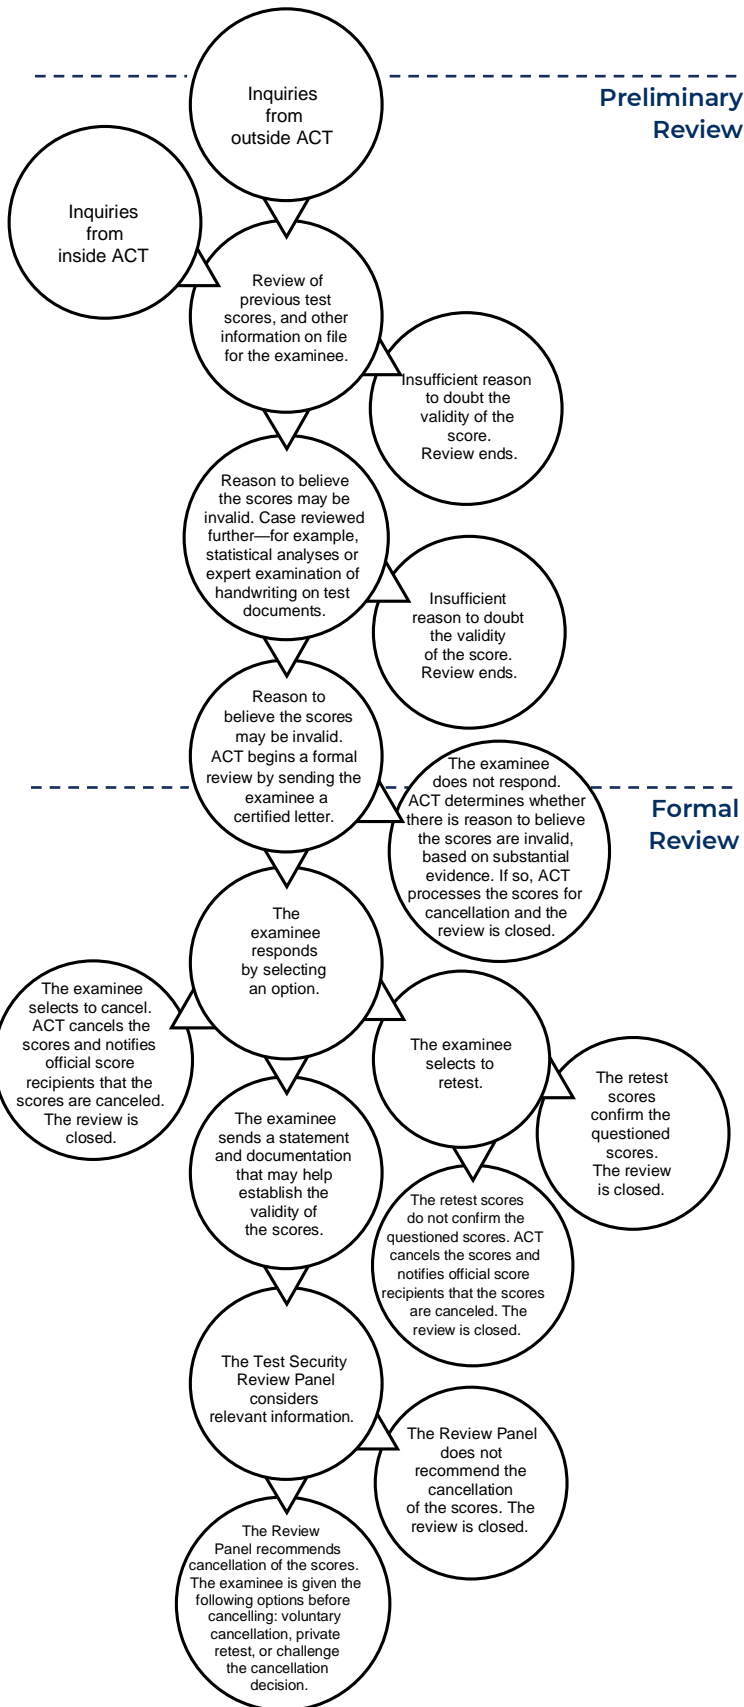 Preliminary
Review
Inquiries
from
outside ACT
Inquiries
from
inside ACT
Review of
previous test
scores, and other
information on file
for the examinee.
Insufficient reason
to doubt the
validity of the
score.
Review ends.
Reason to believe
the scores may be
invalid. Case reviewed
further—for example,
statistical analyses or
expert examination of
handwriting on test
documents.
Insufficient
reason to doubt
the validity
of the score.
Review ends.
Reason to
believe the scores
may be invalid.
ACT begins a formal
review by sending the
examinee a
certified letter.
The examinee
does not respond.
ACT determines whether
there is reason to believe
the scores are invalid,
based on substantial
evidence. If so, ACT
processes the scores for
cancellation and the
review is closed.
Formal
Review
The
examinee
responds
by selecting
an option.
The examinee
selects to cancel.
ACT cancels the
scores and notifies
official score
recipients that the
scores are canceled.
The review is
closed.
The examinee
selects to
retest.
The retest
scores
confirm the
questioned
scores.
The review
is closed.
The examinee
sends a statement
and documentation
that may help
establish the
validity of
the scores.
The retest scores
do not confirm the
questioned scores. ACT
cancels the scores and
notifies official score
recipients that the scores
are canceled. The
review is closed.
The Test Security
Review Panel
considers
relevant information.
The Review Panel
does not
recommend the
cancellation
of the scores. The
review is closed.
The Review
Panel recommends
cancellation of the scores.
The examinee is given the
following options before
cancelling: voluntary
cancellation, private
retest, or challenge
the cancellation
decision.